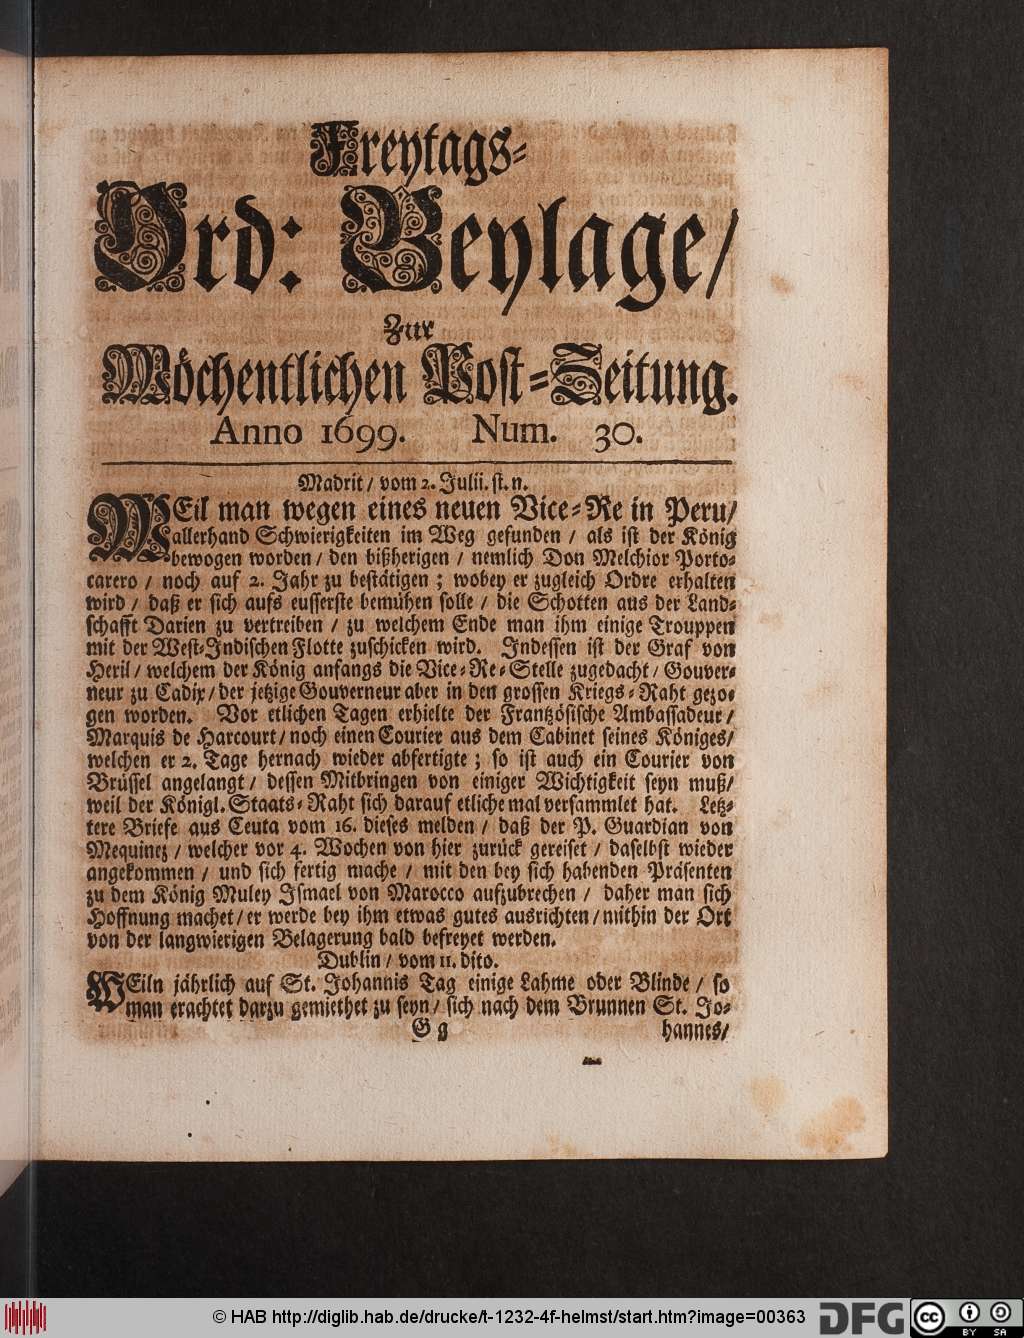 Freytags-
Ord: Beylage/
Zur
Wöchentlichen Post-Zeitung.
Anno 1699. Num. 30.
Madrit/ vom 2. Julii. st. n.
WEil man wegen eines neuen Vice-Re in Peru/
allerhand Schwierigkeiten im Weg gefunden/ als ist der König
bewogen worden/ den bißherigen/ nemlich Don Melchior Porto-
carero/ noch auf 2. Jahr zu bestätigen; wobey er zugleich Ordre erhalten
wird/ daß er sich aufs eusserste bemühen solle/ die Schotten aus der Land-
schafft Darien zu vertreiben/ zu welchem Ende man ihm einige Trouppen
mit der West-Indischen Flotte zuschicken wird. Indessen ist der Graf von
Heril/ welchem der König anfangs die Vice-Re-Stelle zugedacht/ Gouver-
neur zu Cadix/ der jetzige Gouverneur aber in den grossen Kriegs-Raht gezo-
gen worden. Vor etlichen Tagen erhielte der Frantzösische Ambassadeur/
Marquis de Harcourt/ noch einen Courier aus dem Cabinet seines Königes/
welchen er 2. Tage hernach wieder abfertigte; so ist auch ein Courier von
Brüssel angelangt/ dessen Mitbringen von einiger Wichtigkeit seyn muß/
weil der Königl. Staats-Raht sich darauf etliche mal versammlet hat. Letz-
tere Briefe aus Ceuta vom 16. dieses melden/ daß der P. Guardian von
Mequinez/ welcher vor 4. Wochen von hier zurück gereiset/ daselbst wieder
angekommen/ und sich fertig mache/ mit den bey sich habenden Präsenten
zu dem König Muley Ismael von Marocco aufzubrechen/ daher man sich
Hoffnung machet/ er werde bey ihm etwas gutes ausrichten/ mithin der Ort
von der langwierigen Belagerung bald befreyet werden.
Dublin/ vom 11. dito.
WEiln jährlich auf St. Johannis Tag einige Lahme oder Blinde/ so
man erachtet darzu gemiethet zu seyn/ sich nach dem Brunnen St. Jo-
G g hannes/
© HAB http://diglib.hab.de/drucke/t-1232-4f-helmst/start.htm?image=00363
DFG
cc BY SA